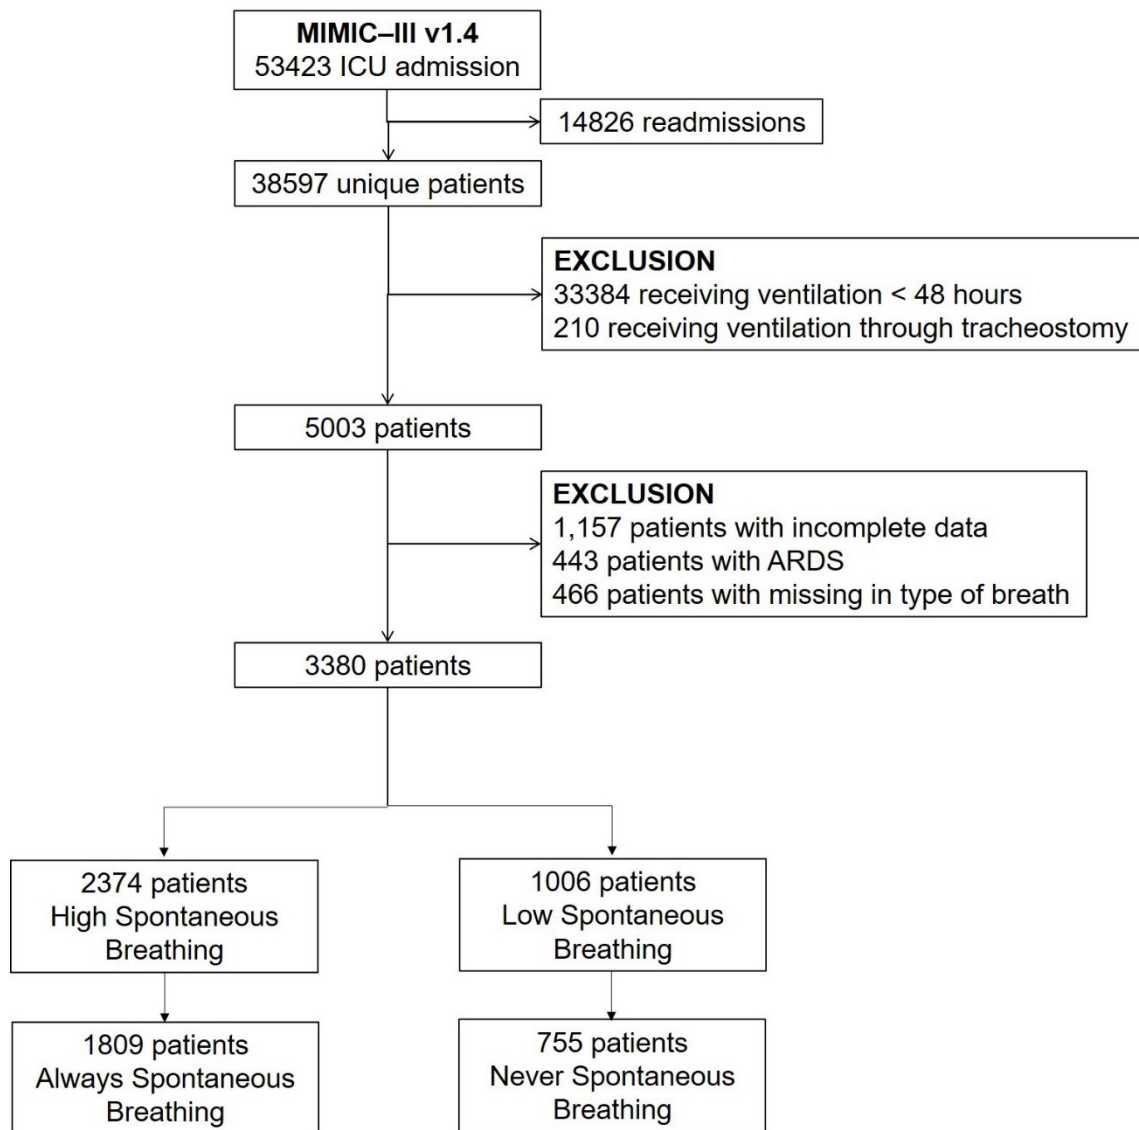 MIMIC–III v1.4
53423 ICU admission
14826 readmissions
38597 unique patients
EXCLUSION
33384 receiving ventilation < 48 hours
210 receiving ventilation through tracheostomy
5003 patients
EXCLUSION
1,157 patients with incomplete data
443 patients with ARDS
466 patients with missing in type of breath
3380 patients
2374 patients
High Spontaneous
Breathing
1006 patients
Low Spontaneous
Breathing
1809 patients
Always Spontaneous
Breathing
755 patients
Never Spontaneous
Breathing